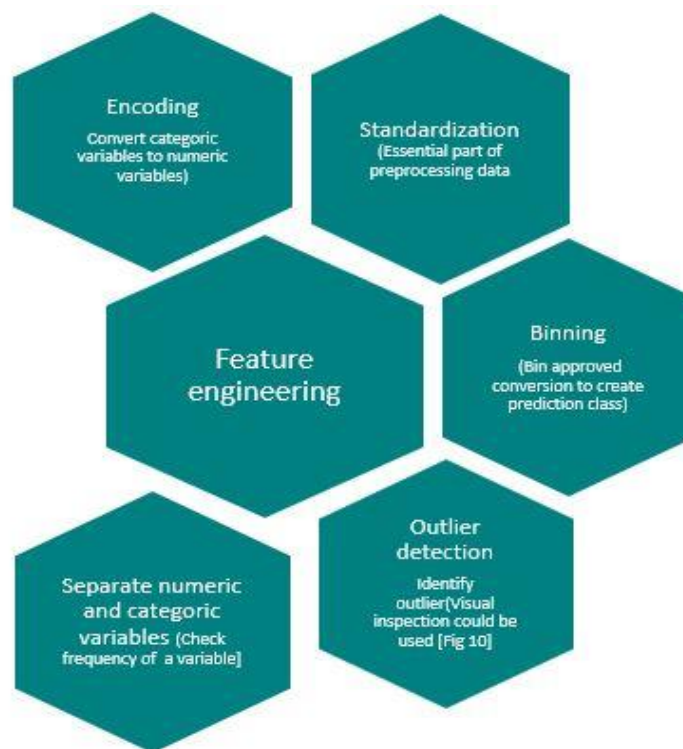 Encoding
Convert categoric
variables to numeric
variables)
Standardization
(Essential part of
preprocessing data
Feature
engineering
Binning
(Bin approved
conversion to create
prediction class)
Outlier
detection
Identify
outlier(Visual
inspection could be
used [Fig 10]
Separate numeric
and categoric
variables (Check
frequency of a variable]